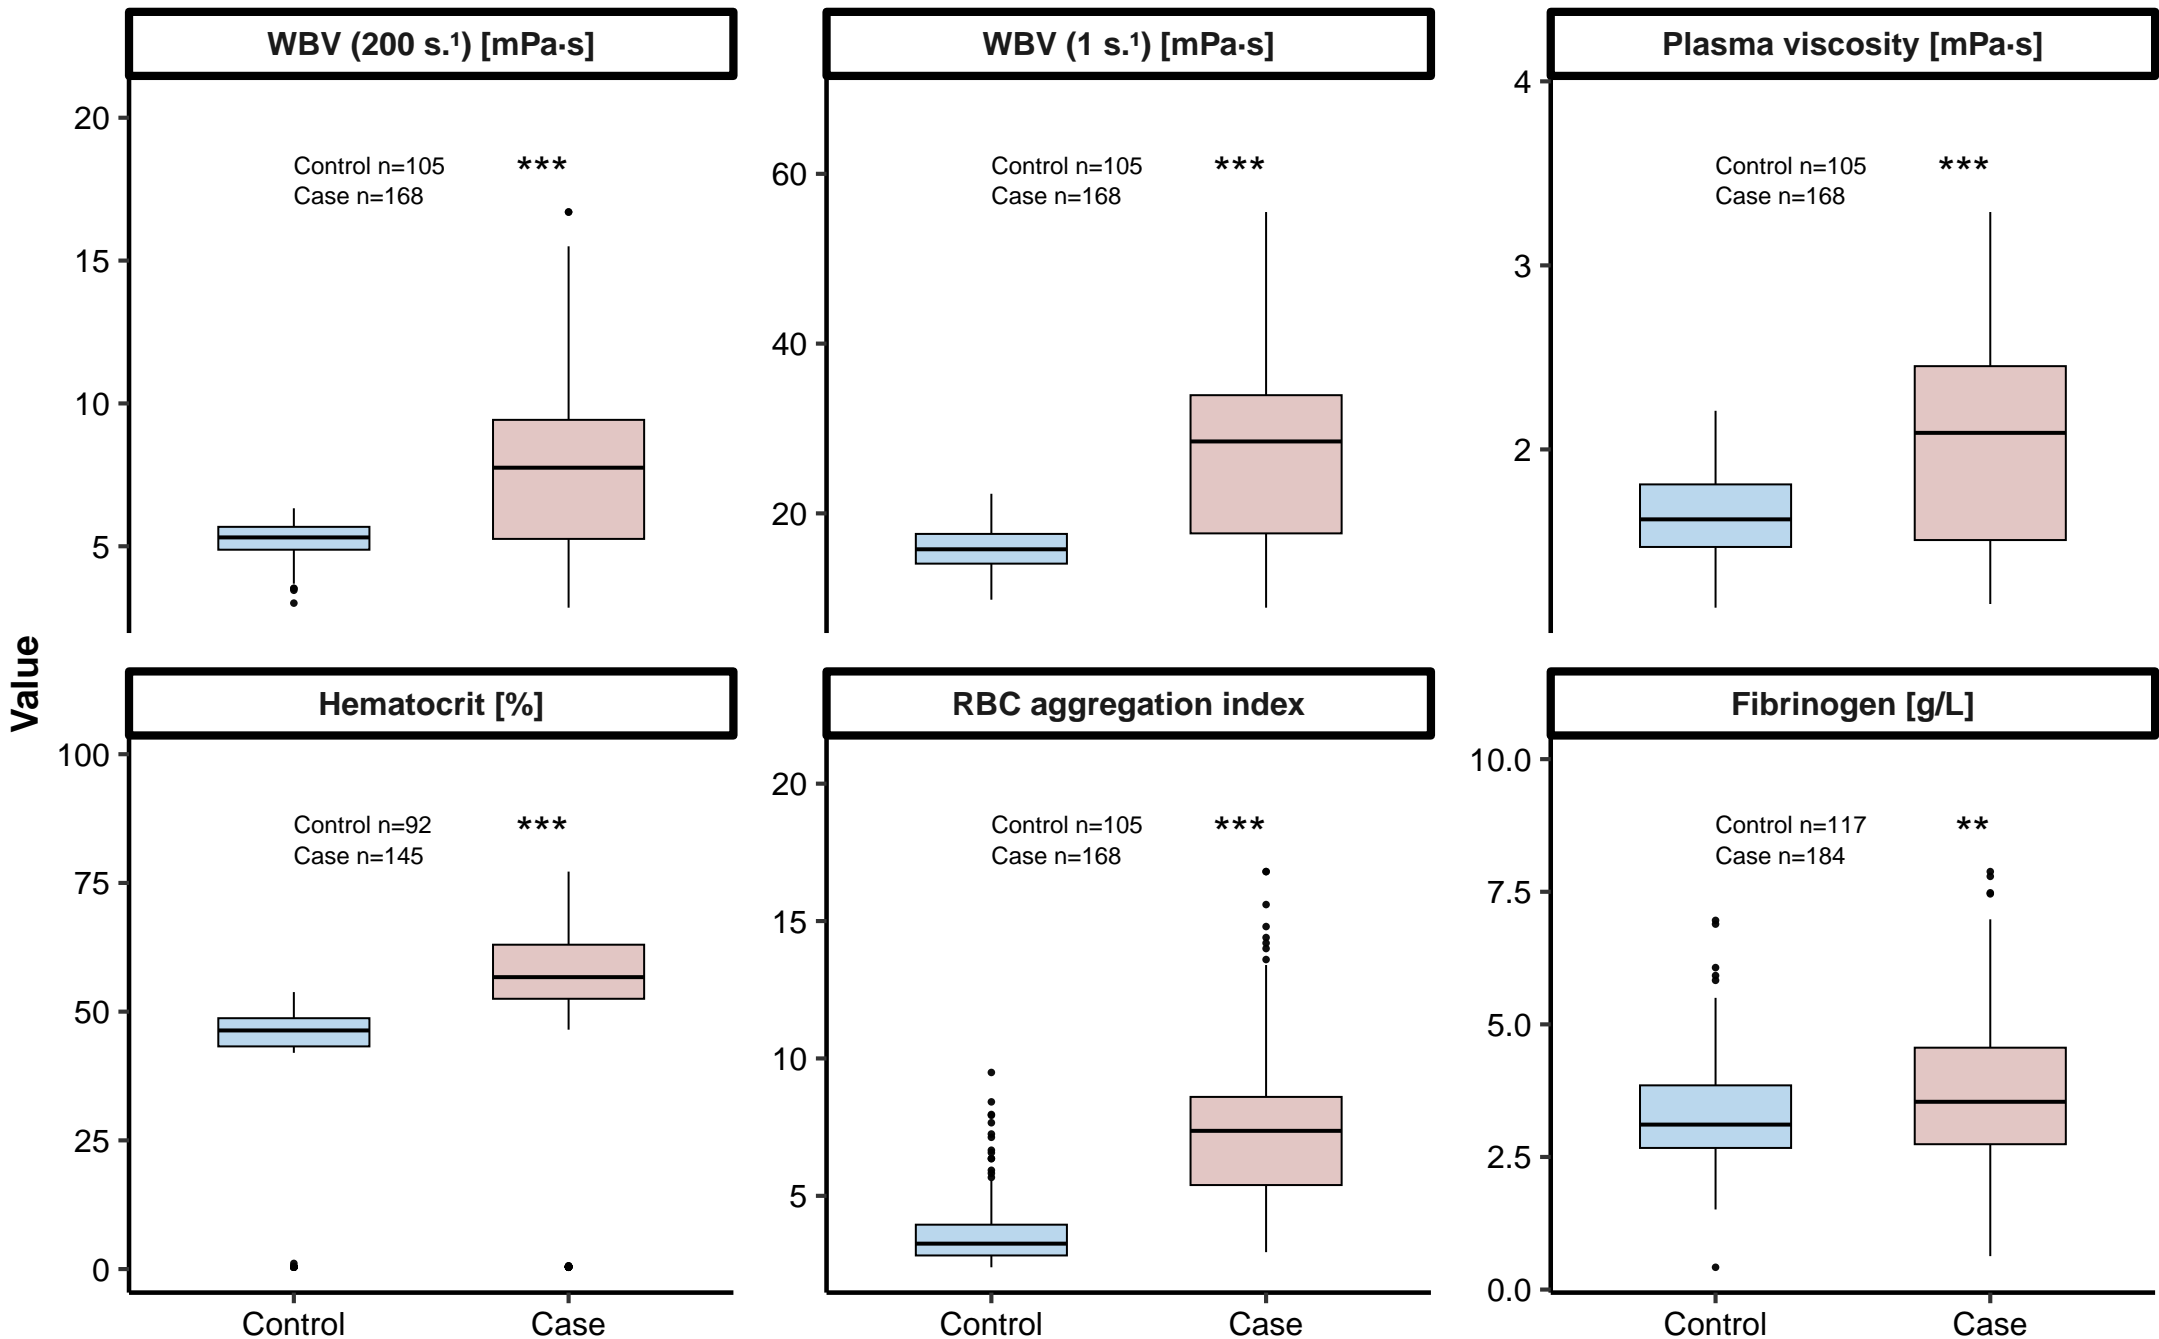 WBV (200 s.¹) [mPa·s]
WBV (1 s.¹) [mPa·s]
Plasma viscosity [mPa·s]
20
15
10
5
Control n=105
Case n=168
***
60
40
20
Control n=105
Case n=168
***
4
3
2
Control n=105
Case n=168
***
Value
Hematocrit [%]
RBC aggregation index
Fibrinogen [g/L]
100
75
50
25
0
Control n=92
Case n=145
***
20
15
10
5
Control n=105
Case n=168
***
10.0
7.5
5.0
2.5
0.0
Control n=117
Case n=184
**
Control Case
Control Case
Control Case